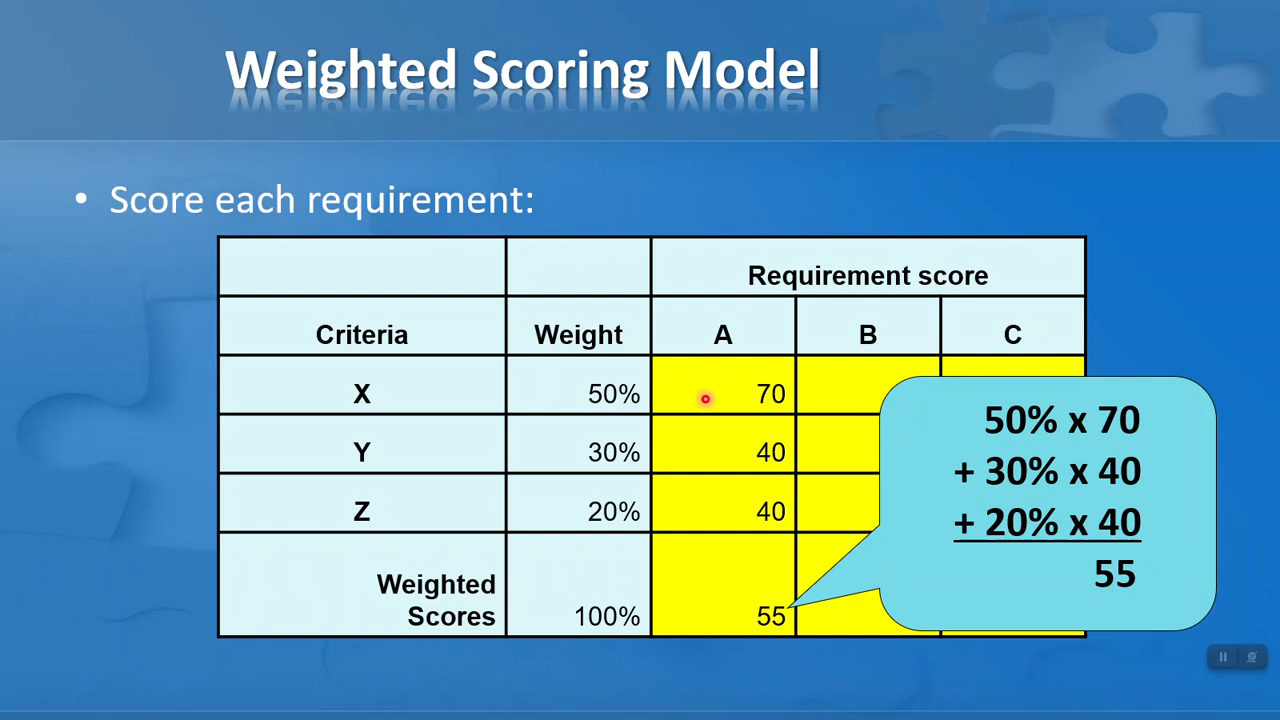 Weighted Scoring Model
• Score each requirement:
Requirement score
Criteria Weight A B C
X 50% 70
Y 30% 40
Z 20% 40
Weighted
Scores 100% 55
50% x 70
+ 30% x 40
+ 20% x 40
55